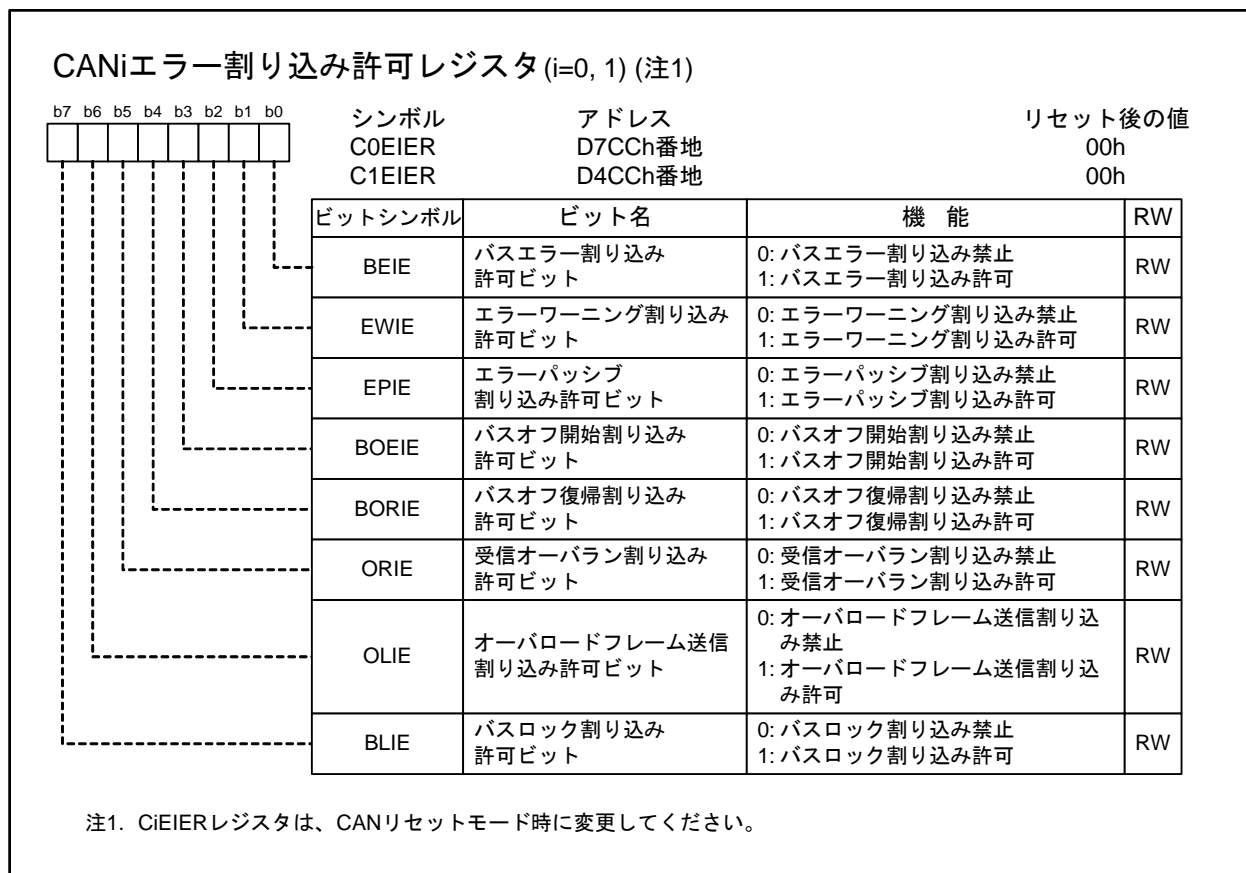 CANiエラー割り込み許可レジスタ(i=0, 1) (注1)
b7 b6 b5 b4 b3 b2 b1 b0
シンボル アドレス リセット後の値
C0EIER D7CCh番地 00h
C1EIER D4CCh番地 00h
ビットシンボル ビット名 機 能 RW
BEIE
バスエラー割り込み
許可ビット
0: バスエラー割り込み禁止
1: バスエラー割り込み許可
RW
EWIE
エラーワーニング割り込み
許可ビット
0: エラーワーニング割り込み禁止
1: エラーワーニング割り込み許可
RW
EPIE
エラーパッシブ
割り込み許可ビット
0: エラーパッシブ割り込み禁止
1: エラーパッシブ割り込み許可
RW
BOEIE
バスオフ開始割り込み
許可ビット
0: バスオフ開始割り込み禁止
1: バスオフ開始割り込み許可
RW
BORIE
バスオフ復帰割り込み
許可ビット
0: バスオフ復帰割り込み禁止
1: バスオフ復帰割り込み許可
RW
ORIE
受信オーバラン割り込み
許可ビット
0: 受信オーバラン割り込み禁止
1: 受信オーバラン割り込み許可
RW
OLIE
オーバロードフレーム送信
割り込み許可ビット
0: オーバロードフレーム送信割り込
み禁止
1: オーバロードフレーム送信割り込
み許可
RW
BLIE
バスロック割り込み
許可ビット
0: バスロック割り込み禁止
1: バスロック割り込み許可
RW
注1. CiEIERレジスタは、CANリセットモード時に変更してください。